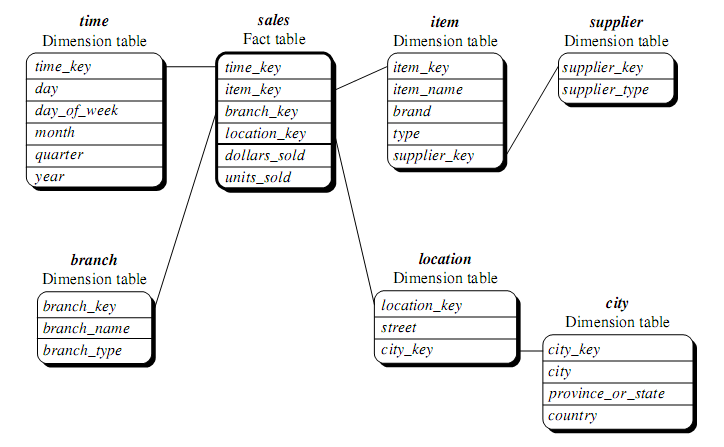 time
Dimension table
time_key
day
day_of_week
month
quarter
year
sales
Fact table
time_key
item_key
branch_key
location_key
dollars_sold
units_sold
item
Dimension table
item_key
item_name
brand
type
supplier_key
supplier
Dimension table
supplier_key
supplier_type
branch
Dimension table
branch_key
branch_name
branch_type
location
Dimension table
location_key
street
city_key
city
Dimension table
city_key
city
province_or_state
country